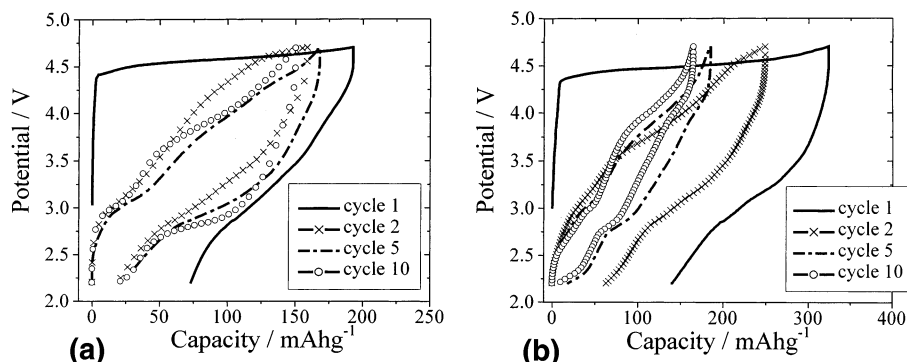 Potential / V
5.0
4.5
4.0
3.5
3.0
2.5
2.0
0
50
100
150
200
250
Capacity / mAhg-1
cycle 1
cycle 2
cycle 5
cycle 10
(a)
Potential / V
5.0
4.5
4.0
3.5
3.0
2.5
2.0
0
100
200
300
400
Capacity / mAhg-1
cycle 1
cycle 2
cycle 5
cycle 10
(b)